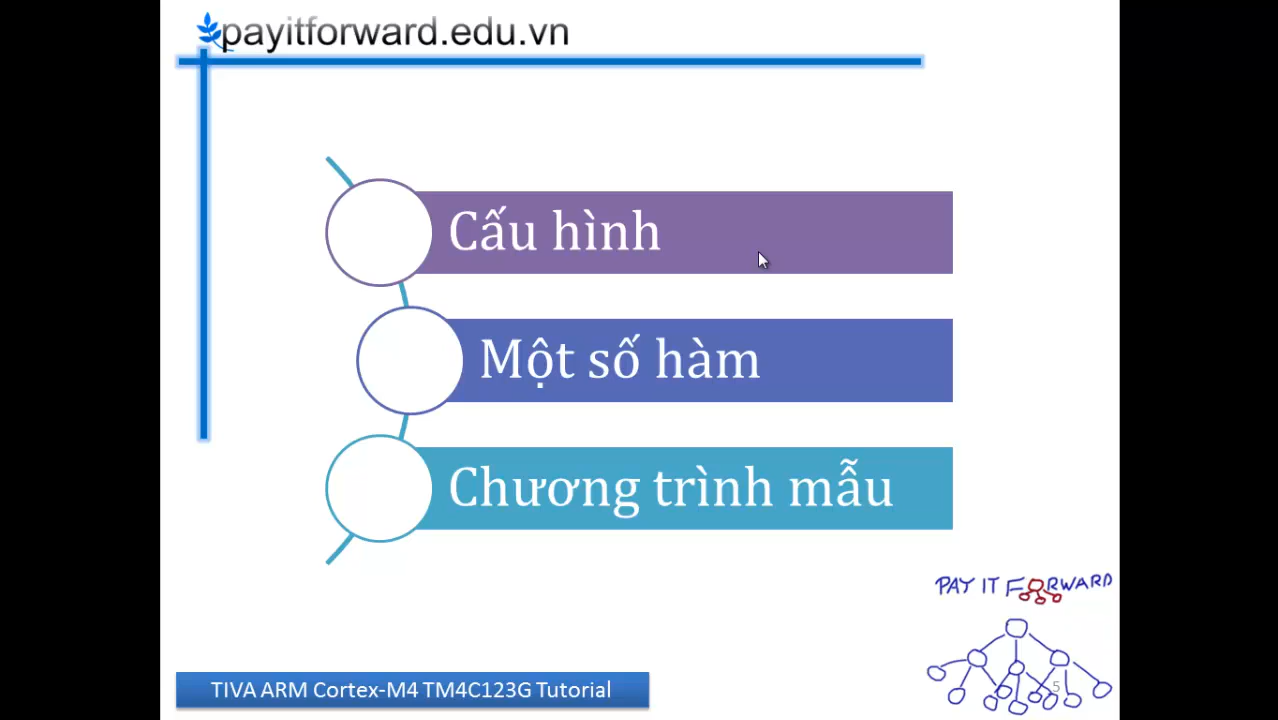 payitforward.edu.vn
Cấu hình
Một số hàm
Chương trình mẫu
PAY IT FORWARD
5
TIVA ARM Cortex-M4 TM4C123G Tutorial